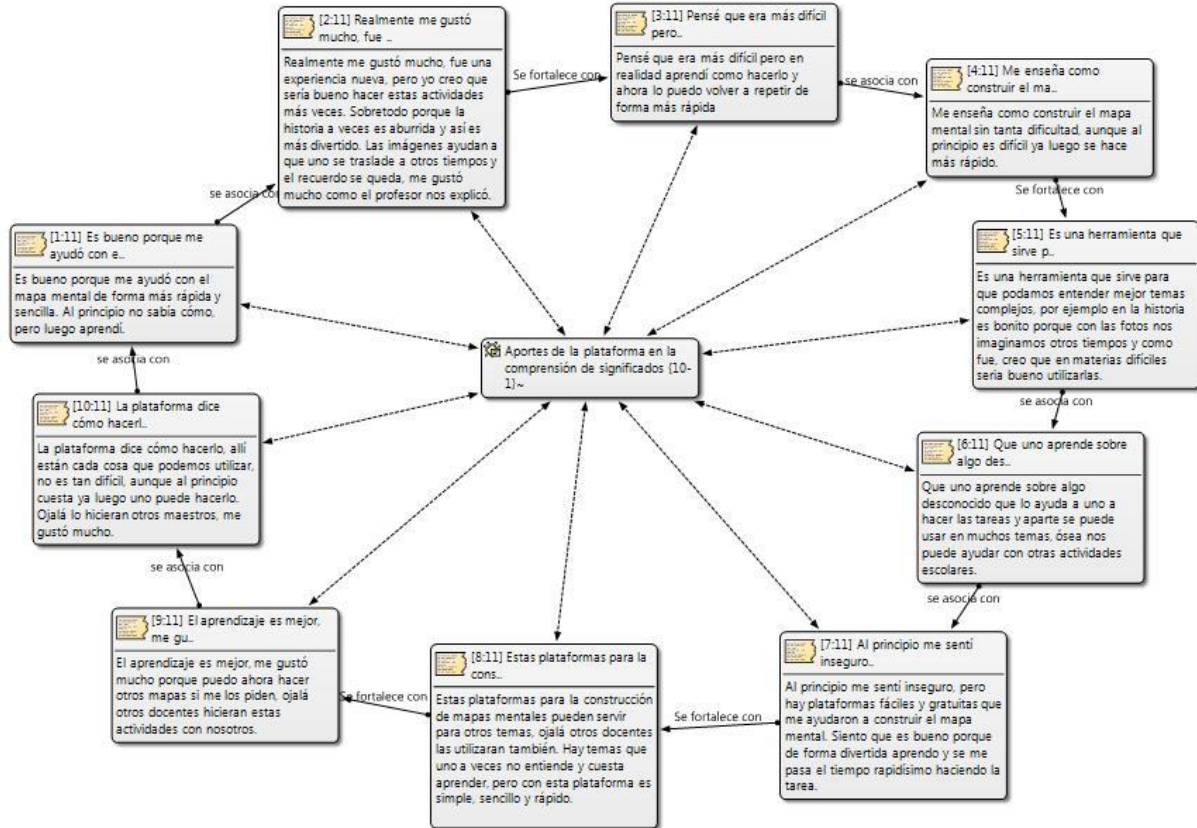 [2:11] Realmente me gustó
mucho, fue ..
Realmente me gustó mucho, fue una
experiencia nueva, pero yo creo que
sería bueno hacer estas actividades
más veces. Sobretodo porque la
historia a veces es aburrida y así es
más divertido. Las imágenes ayudan a
que uno se traslade a otros tiempos y
el recuerdo se queda, me gustó
mucho como el profesor nos explicó.
Se fortalece con
[3:11] Pensé que era más difícil
pero..
Pensé que era más difícil pero en
realidad aprendí como hacerlo y
ahora lo puedo volver a repetir de
forma más rápida
se asocia con
[4:11] Me enseña como
construir el ma..
Me enseña como construir el mapa
mental sin tanta dificultad, aunque al
principio es difícil ya luego se hace
más rápido.
Se fortalece con
[5:11] Es una herramienta que
sirve p..
Es una herramienta que sirve para
que podamos entender mejor temas
complejos, por ejemplo en la historia
es bonito porque con las fotos nos
imaginamos otros tiempos y como
fue, creo que en materias difíciles
sería bueno utilizarlas.
se asocia con
[6:11] Que uno aprende sobre
algo des..
Que uno aprende sobre algo
desconocido que lo ayuda a uno a
hacer las tareas y aparte se puede
usar en muchos temas, ósea nos
puede ayudar con otras actividades
escolares.
se asocia con
[7:11] Al principio me sentí
inseguro..
Al principio me sentí inseguro, pero
hay plataformas fáciles y gratuitas que
me ayudaron a construir el mapa
mental. Siento que es bueno porque
de forma divertida aprendo y se me
pasa el tiempo rapidísimo haciendo la
tarea.
Se fortalece con
[8:11] Estas plataformas para la
cons..
Estas plataformas para la construcción
de mapas mentales pueden servir
para otros temas, ojalá otros docentes
las utilizaran también. Hay temas que
uno a veces no entiende y cuesta
aprender, pero con esta plataforma es
simple, sencillo y rápido.
Se fortalece con
[9:11] El aprendizaje es mejor,
me gu..
El aprendizaje es mejor, me gustó
mucho porque puedo ahora hacer
otros mapas si me los piden, ojalá
otros docentes hicieran estas
actividades con nosotros.
se asocia con
[10:11] La plataforma dice
cómo hacerl..
La plataforma dice cómo hacerlo, allí
están cada cosa que podemos utilizar,
no es tan difícil, aunque al principio
cuesta ya luego uno puede hacerlo.
Ojalá lo hicieran otros maestros, me
gustó mucho.
se asocia con
[1:11] Es bueno porque me
ayudó con e..
Es bueno porque me ayudó con el
mapa mental de forma más rápida y
sencilla. Al principio no sabía cómo,
pero luego aprendí.
se asocia con
Aportes de la plataforma en la
comprensión de significados {10-
1}~